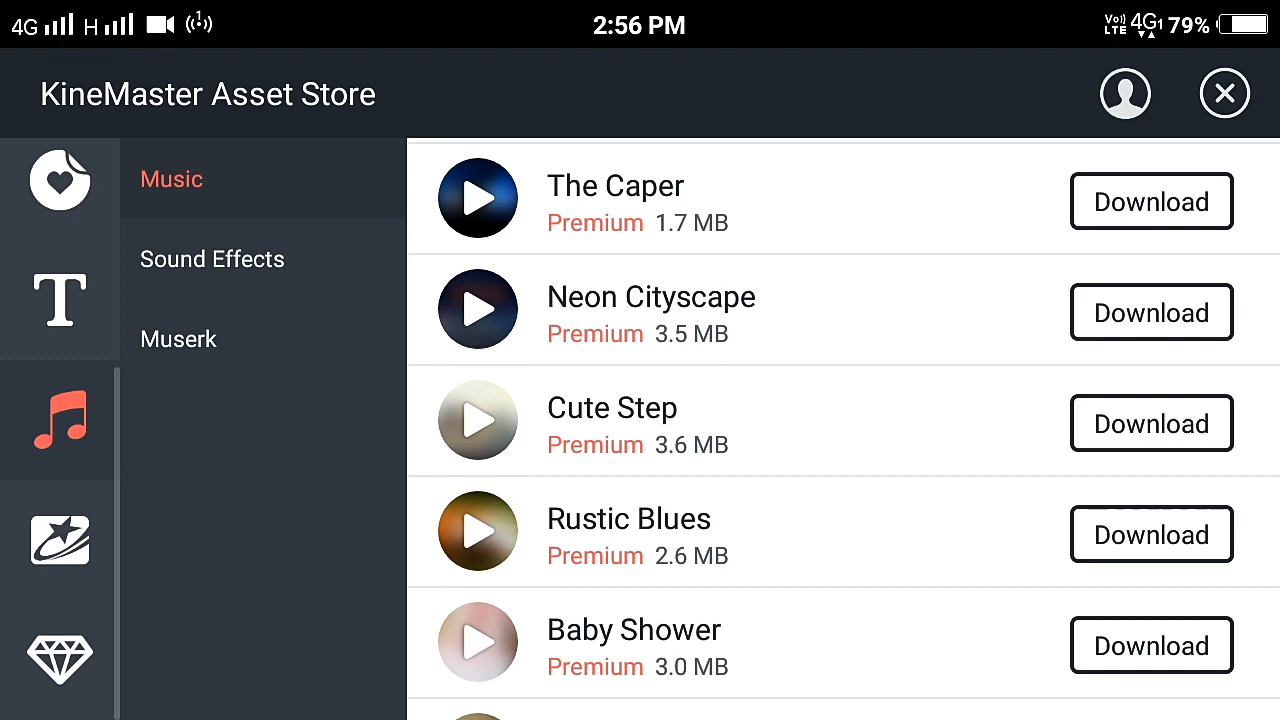 4G H 2:56 PM Vo)) LTE 4G1 79%
KineMaster Asset Store
Music
Sound Effects
Muserk
The Caper
Premium 1.7 MB
Download
Neon Cityscape
Premium 3.5 MB
Download
Cute Step
Premium 3.6 MB
Download
Rustic Blues
Premium 2.6 MB
Download
Baby Shower
Premium 3.0 MB
Download